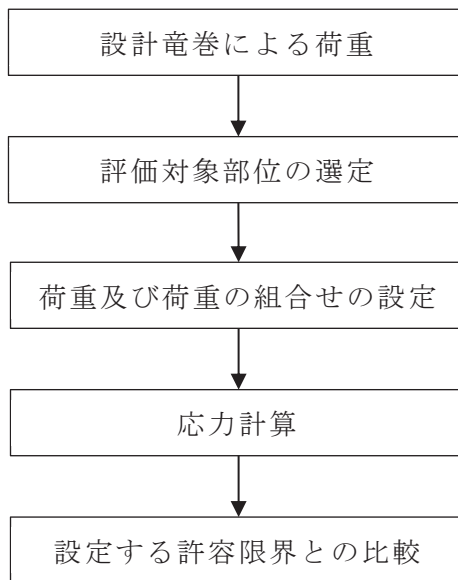 設計竜巻による荷重
評価対象部位の選定
荷重及び荷重の組合せの設定
応力計算
設定する許容限界との比較